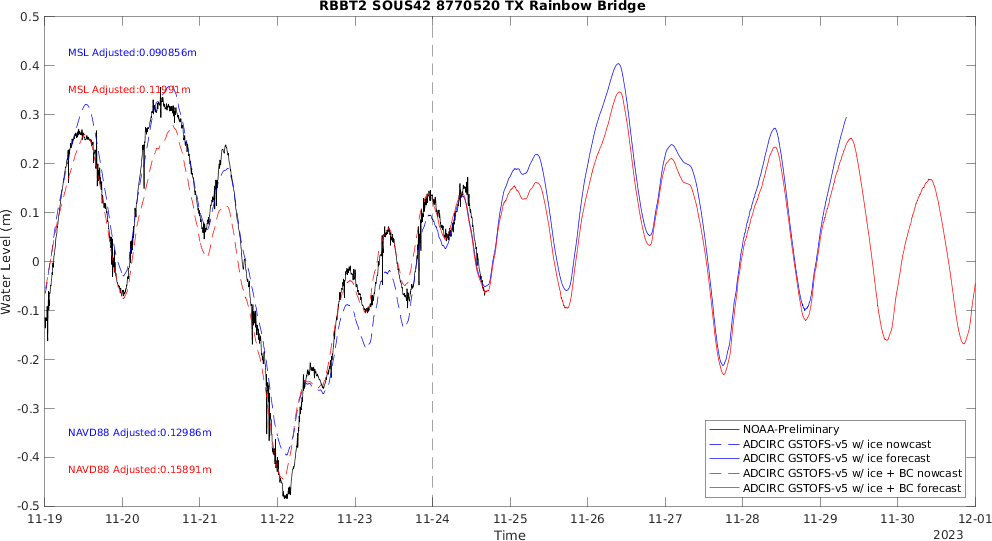 RBBT2 SOUS42 8770520 TX Rainbow Bridge
MSL Adjusted:0.090856m
MSL Adjusted:0.11991m
NAVD88 Adjusted:0.12986m
NAVD88 Adjusted:0.15891m
Water Level (m)
0.5
0.4
0.3
0.2
0.1
0
-0.1
-0.2
-0.3
-0.4
-0.5
NOAA-Preliminary
ADCIRC GSTOFS-v5 w/ ice nowcast
ADCIRC GSTOFS-v5 w/ ice forecast
ADCIRC GSTOFS-v5 w/ ice + BC nowcast
ADCIRC GSTOFS-v5 w/ ice + BC forecast
11-19 11-20 11-21 11-22 11-23 11-24 11-25 11-26 11-27 11-28 11-29 11-30 12-01
Time
2023